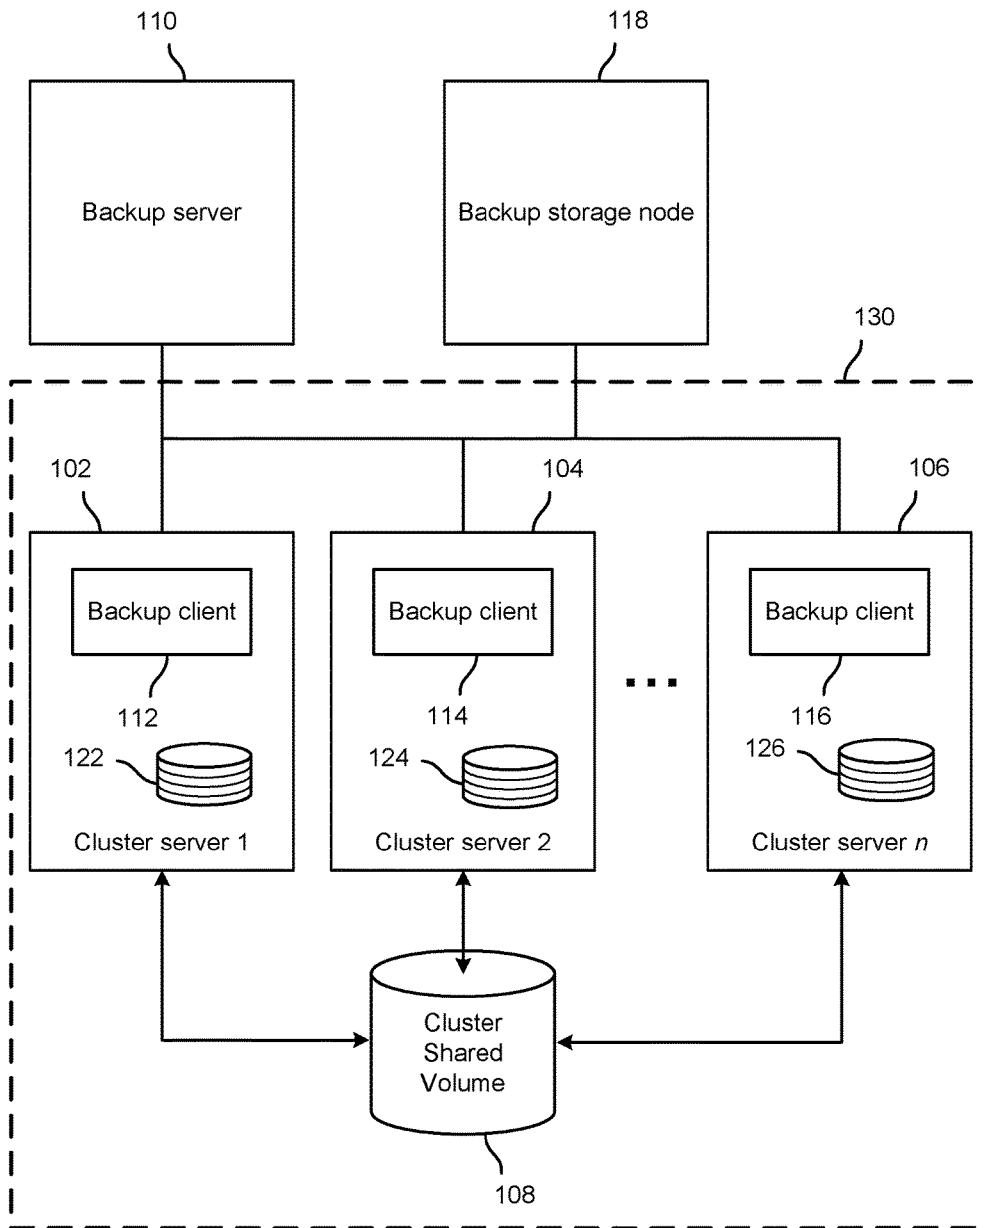 110
118
Backup server
Backup storage node
130
102
104
106
Backup client
Backup client
Backup client
...
112
114
116
122
124
126
Cluster server 1
Cluster server 2
Cluster server n
Cluster
Shared
Volume
108